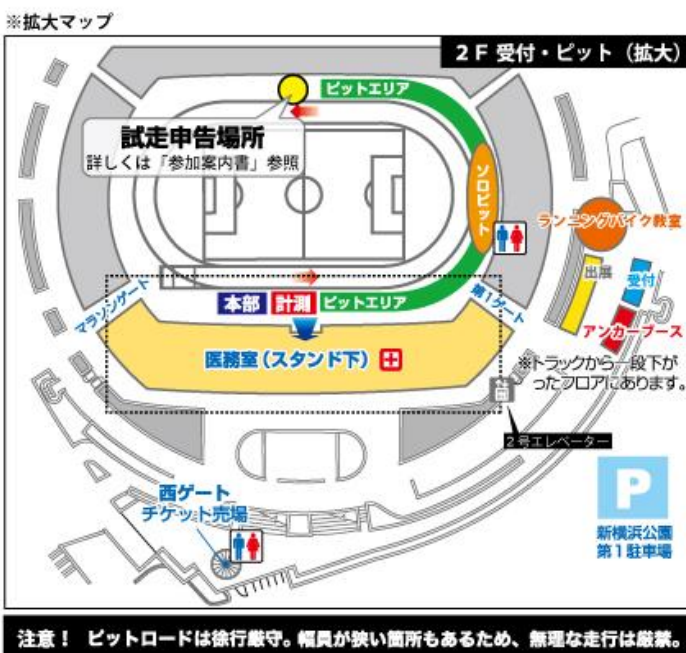 ※拡大マップ
2F 受付・ピット（拡大）
ピットエリア
試走申告場所
詳しくは「参加案内書」参照
ソロピット
ランニングバイク教室
出展
受付
アンカーブース
※トラックから一段下が
ったフロアにあります。
マラソンゲート
本部
計測
ピットエリア
第1ゲート
医務室（スタンド下）
2号エレベーター
西ゲート
チケット売場
P
新横浜公園
第1駐車場
注意！ ピットロードは徐行厳守。幅員が狭い箇所もあるため、無理な走行は厳禁。